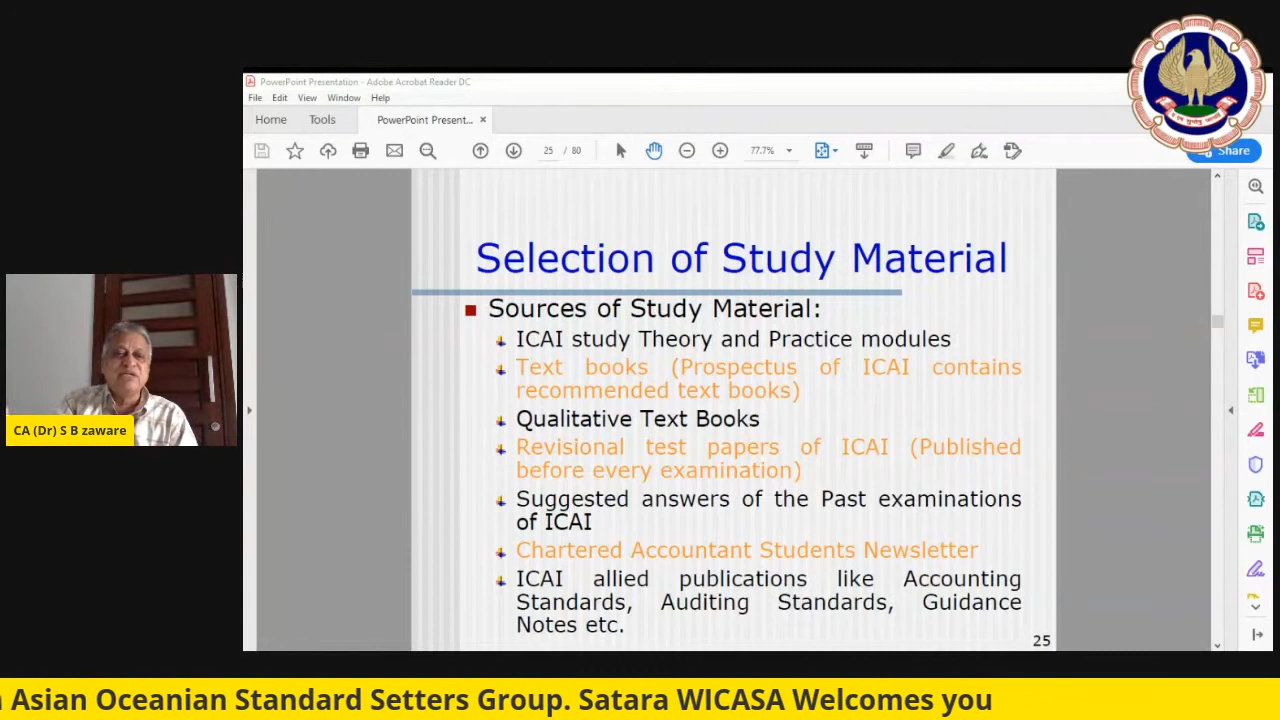 PowerPoint Presentation - Adobe Acrobat Reader DC
File Edit View Window Help
Home Tools PowerPoint Present... ×
25 / 80 77.7% Share
Selection of Study Material
Sources of Study Material:
ICAI study Theory and Practice modules
Text books (Prospectus of ICAI contains
recommended text books)
Qualitative Text Books
Revisional test papers of ICAI (Published
before every examination)
Suggested answers of the Past examinations
of ICAI
Chartered Accountant Students Newsletter
ICAI allied publications like Accounting
Standards, Auditing Standards, Guidance
Notes etc.
25
CA (Dr) S B zaware
Asian Oceanian Standard Setters Group. Satara WICASA Welcomes you